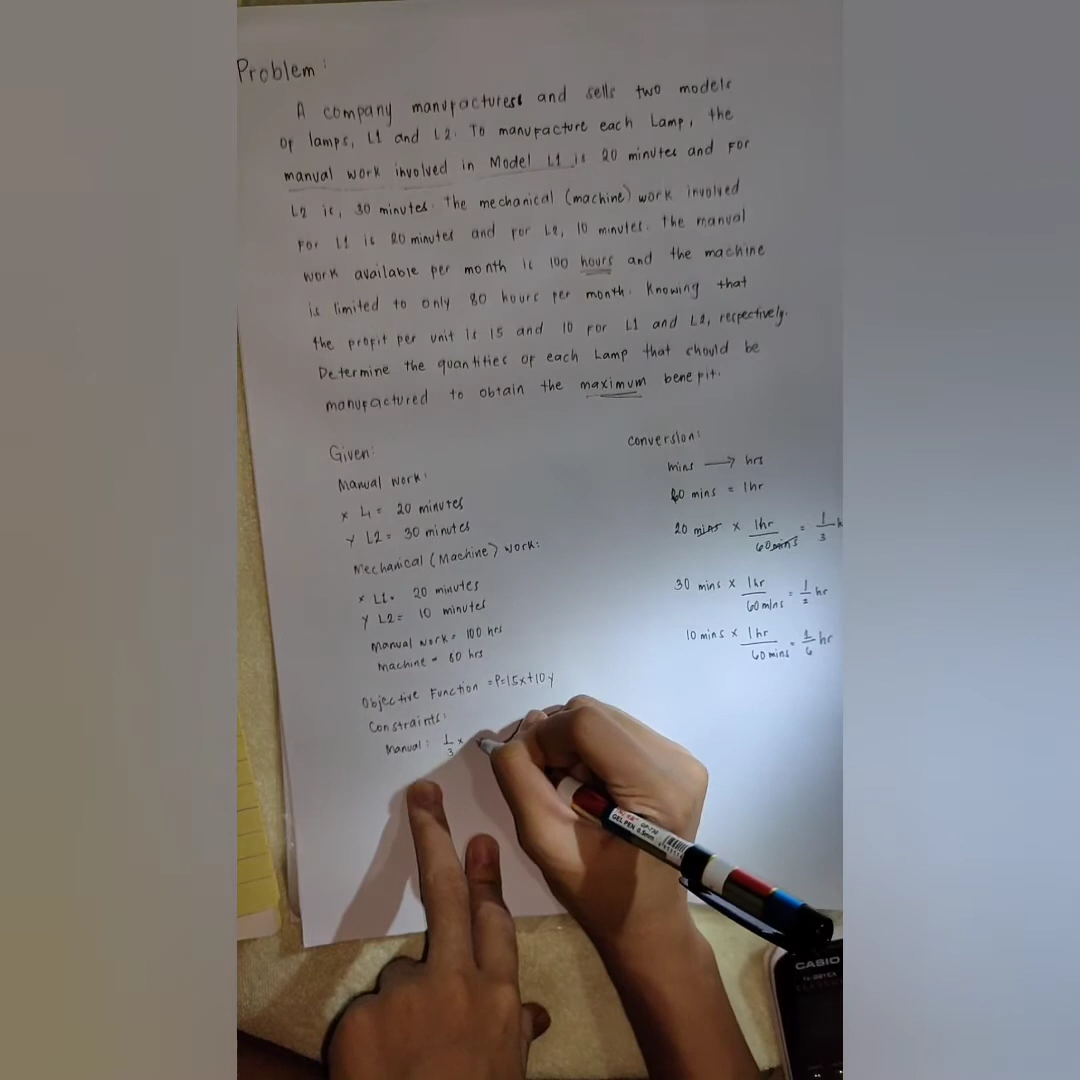 Problem:
A company manufactures and sells two models
of lamps, L1 and L2. To manufacture each Lamp, the
manual work involved in Model L1 is 20 minutes and for
L2 is, 30 minutes. The mechanical (machine) work involved
for L1 is 20 minutes and for L2, 10 minutes. The manual
work available per month is 100 hours and the machine
is limited to only 80 hours per month. Knowing that
the profit per unit is 15 and 10 for L1 and L2, respectively.
Determine the quantities of each Lamp that should be
manufactured to obtain the maximum benefit.
Given:
Manual work:
x L1 = 20 minutes
y L2 = 30 minutes
Mechanical (Machine) work:
x L1 = 20 minutes
y L2 = 10 minutes
Manual work = 100 hrs
Machine = 80 hrs
Objective Function = P=15x+10y
Constraints:
Manual: 1/3 x
conversion:
mins → hrs
60 mins = 1hr
20 mins x 1hr/60mins = 1/3 h
30 mins x 1hr/60mins = 1/2 hr
10 mins x 1hr/60mins = 1/6 hr
GEL PEN 0.5mm
CASIO